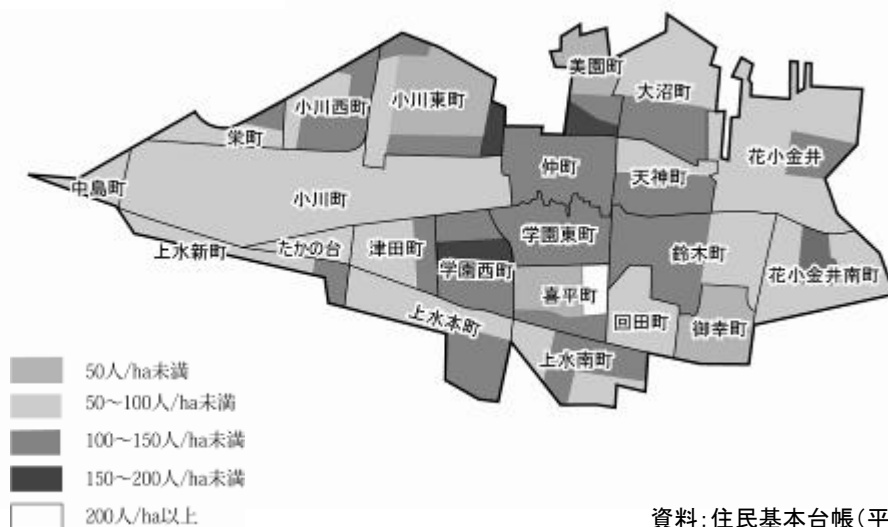 美園町
大沼町
小川西町
小川東町
栄町
花小金井
仲町
天神町
中島町
小川町
学園東町
鈴木町
上水新町
たかの台
津田町
学園西町
花小金井南町
喜平町
回田町
御幸町
上水本町
上水南町
50人/ha未満
50～100人/ha未満
100～150人/ha未満
150～200人/ha未満
200人/ha以上
資料：住民基本台帳（平